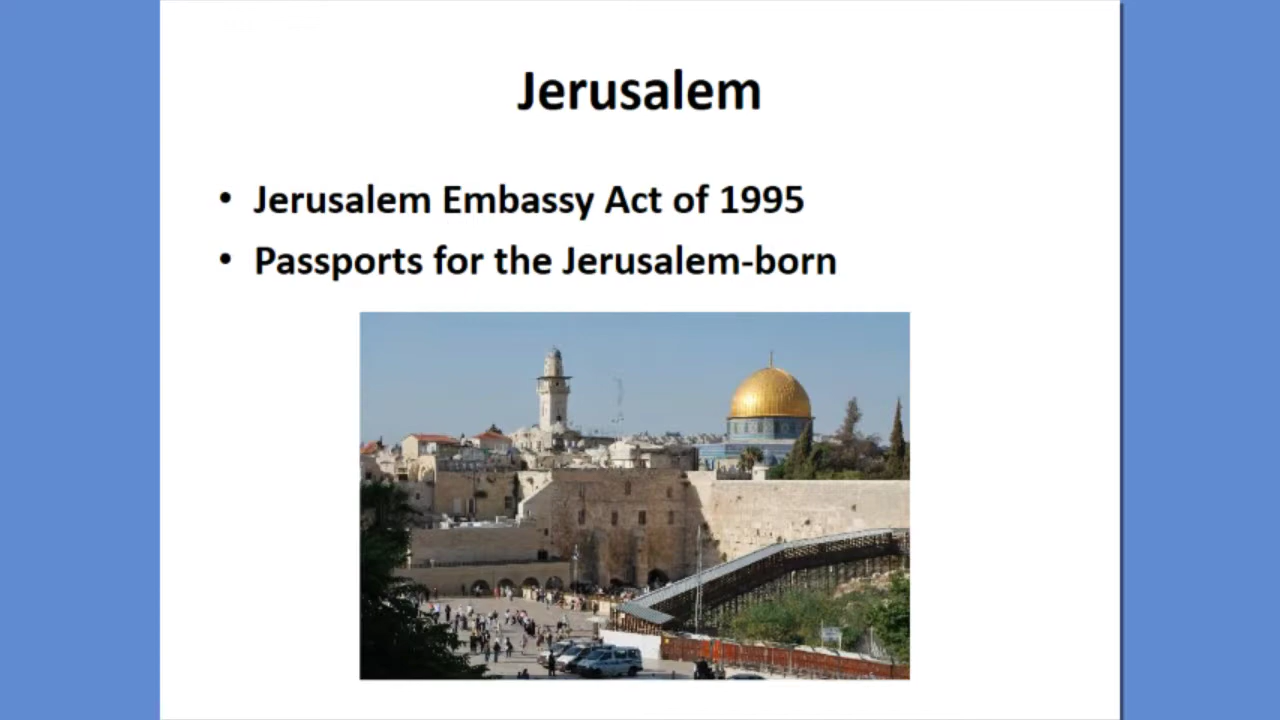 Jerusalem
• Jerusalem Embassy Act of 1995
• Passports for the Jerusalem-born